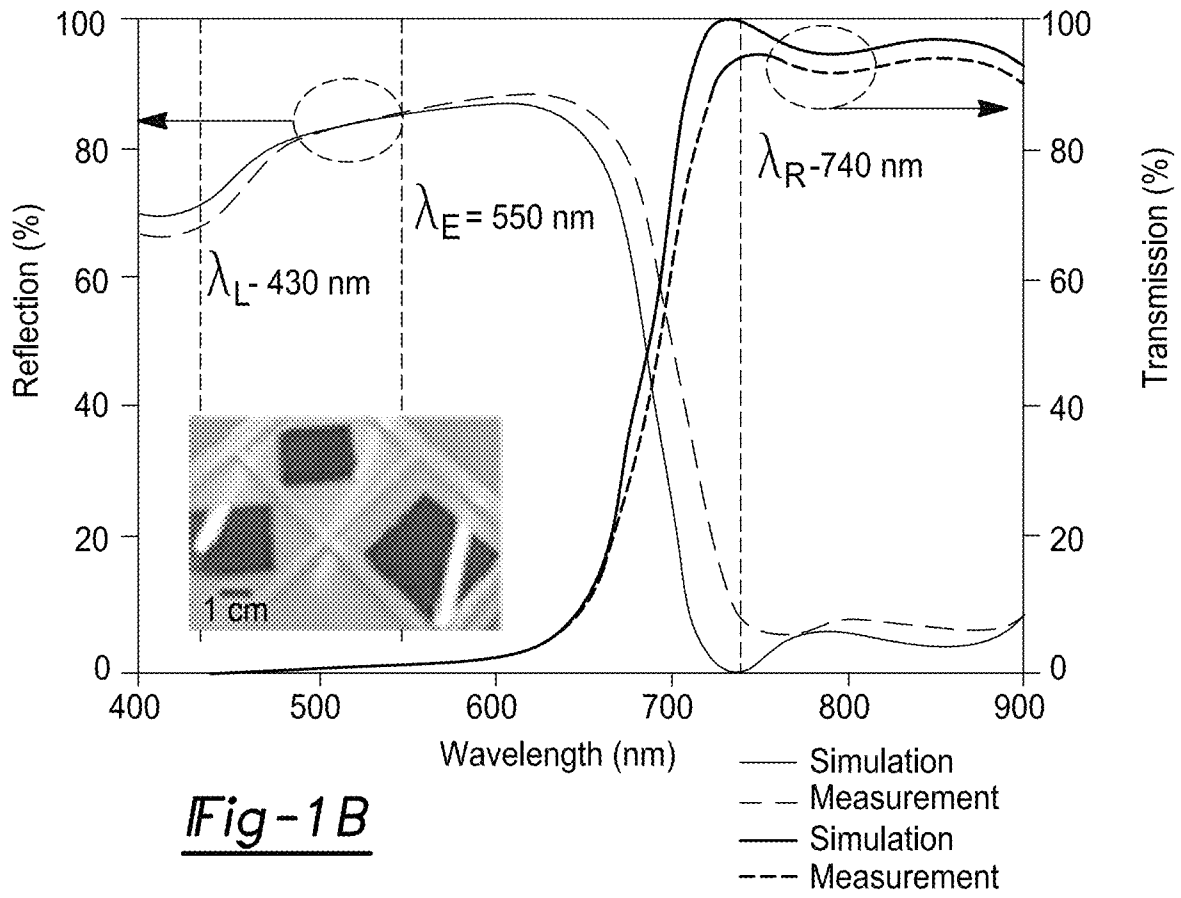 100
80
60
40
20
0
Reflection (%)
100
80
60
40
20
0
Transmission (%)
λR-740 nm
λE = 550 nm
λL- 430 nm
1 cm
400 500 600 700 800 900
Wavelength (nm)
Simulation
Measurement
Simulation
Measurement
Fig-1B